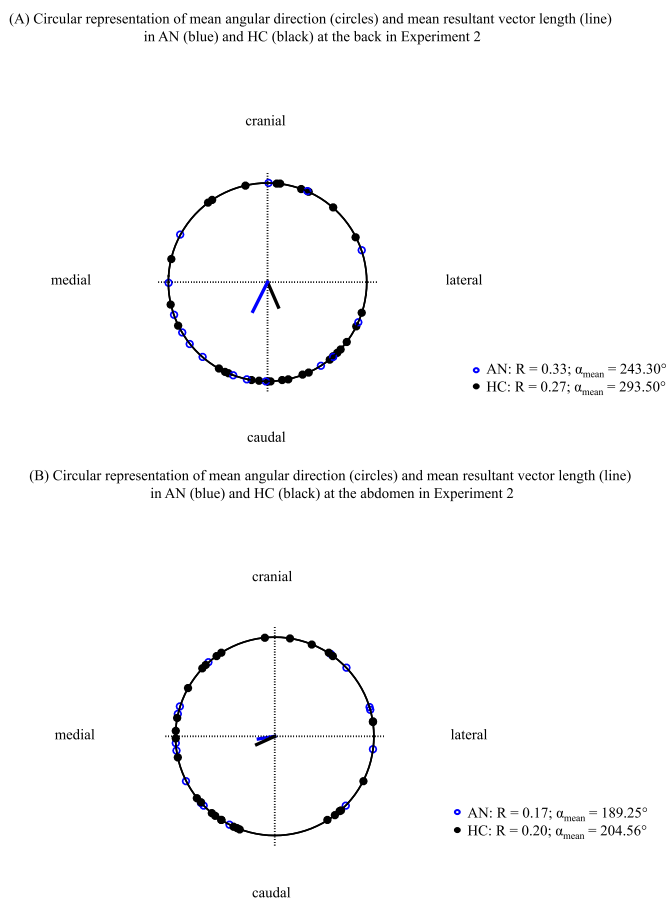 (A) Circular representation of mean angular direction (circles) and mean resultant vector length (line)
in AN (blue) and HC (black) at the back in Experiment 2
cranial
medial
lateral
AN: R = 0.33; αmean = 243.30°
HC: R = 0.27; αmean = 293.50°
caudal
(B) Circular representation of mean angular direction (circles) and mean resultant vector length (line)
in AN (blue) and HC (black) at the abdomen in Experiment 2
cranial
medial
lateral
AN: R = 0.17; αmean = 189.25°
HC: R = 0.20; αmean = 204.56°
caudal